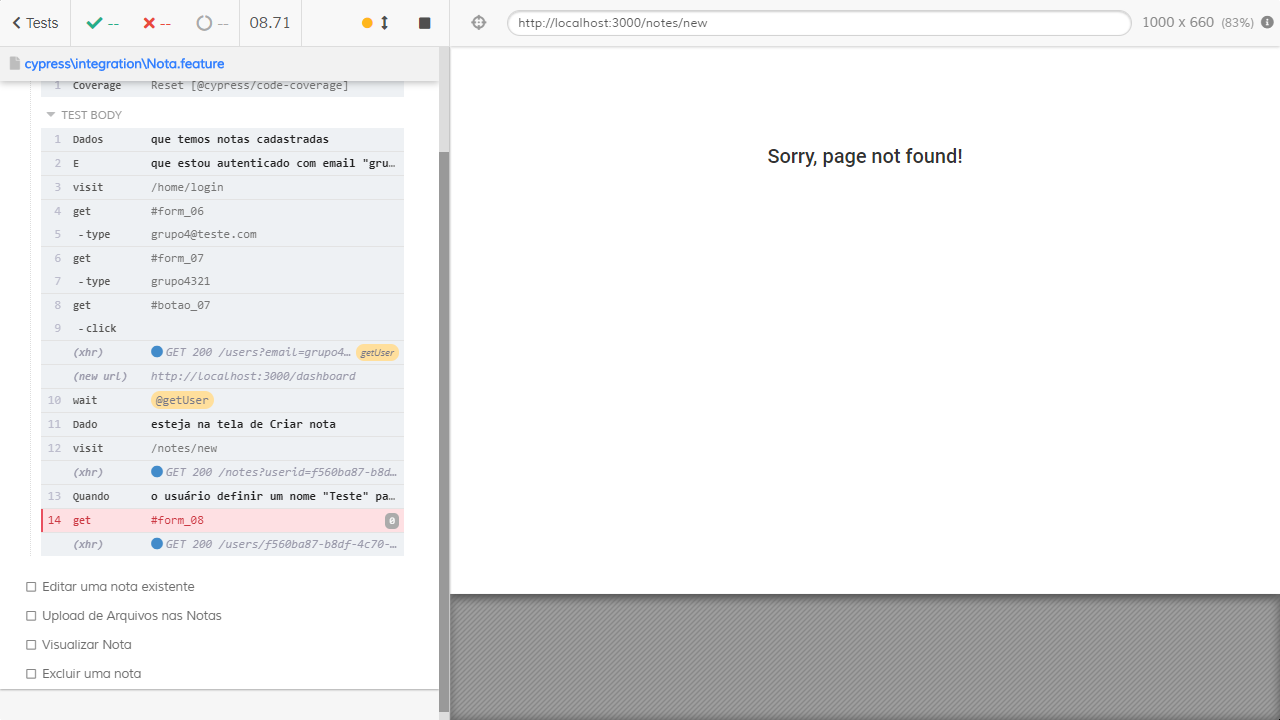 Tests
--
--
--
08.71
http://localhost:3000/notes/new
1000 x 660 (83%)
cypress\integration\Nota.feature
1 Coverage Reset [@cypress/code-coverage]
TEST BODY
1 Dados que temos notas cadastradas
2 E que estou autenticado com email "gru…
3 visit /home/login
4 get #form_06
5 -type grupo4@teste.com
6 get #form_07
7 -type grupo4321
8 get #botao_07
9 -click
(xhr) GET 200 /users?email=grupo4… getUser
(new url) http://localhost:3000/dashboard
10 wait @getUser
11 Dado esteja na tela de Criar nota
12 visit /notes/new
(xhr) GET 200 /notes?userid=f560ba87-b8d…
13 Quando o usuário definir um nome "Teste" pa…
14 get #form_08 0
(xhr) GET 200 /users/f560ba87-b8df-4c70-…
Editar uma nota existente
Upload de Arquivos nas Notas
Visualizar Nota
Excluir uma nota
Sorry, page not found!